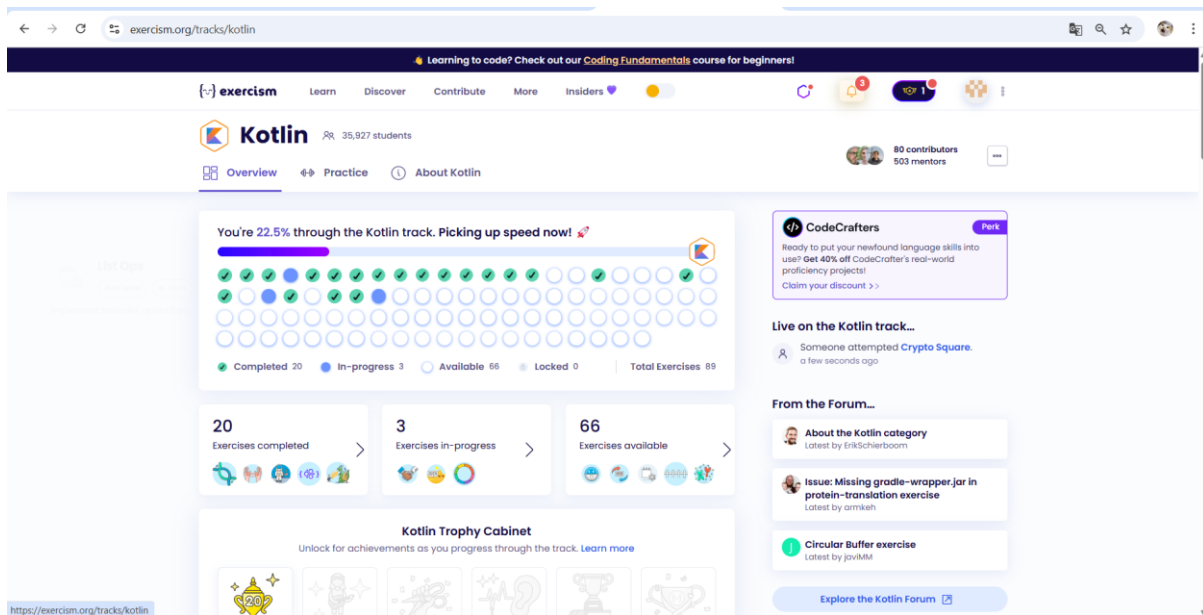 exercism.org/tracks/kotlin
👋 Learning to code? Check out our Coding Fundamentals course for beginners!
exercism Learn Discover Contribute More Insiders 💜 3 1
Kotlin 35,927 students
80 contributors
503 mentors
Overview Practice About Kotlin
You're 22.5% through the Kotlin track. Picking up speed now! 🚀
Completed 20 In-progress 3 Available 66 Locked 0 Total Exercises 89
20
Exercises completed
3
Exercises in-progress
66
Exercises available
Kotlin Trophy Cabinet
Unlock for achievements as you progress through the track. Learn more
20
CodeCrafters Perk
Ready to put your newfound language skills into
use? Get 40% off CodeCrafter's real-world
proficiency projects!
Claim your discount >>
Live on the Kotlin track...
Someone attempted Crypto Square.
a few seconds ago
From the Forum...
About the Kotlin category
Latest by ErikSchierboom
Issue: Missing gradle-wrapper.jar in
protein-translation exercise
Latest by armkeh
J
Circular Buffer exercise
Latest by javiMM
Explore the Kotlin Forum
List Ops
https://exercism.org/tracks/kotlin